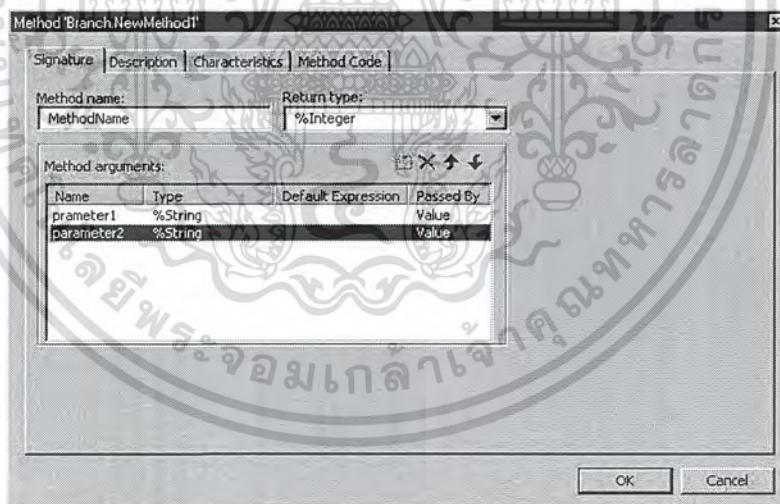 Method 'Branch.NewMethod1'
Signature Description Characteristics Method Code
Method name: Return type:
MethodName %Integer
Method arguments:
Name Type Default Expression Passed By
prameter1 %String Value
parameter2 %String Value
OK Cancel